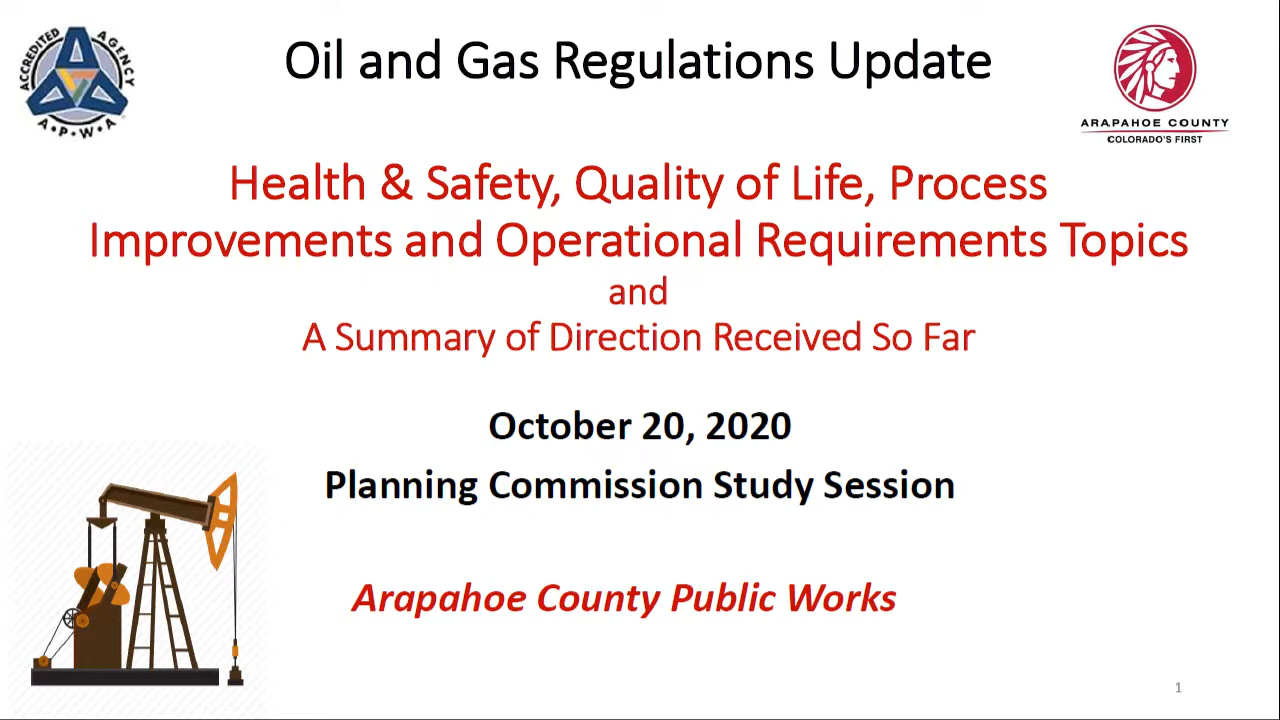 ACCREDITED AGENCY
A•P•W•A
Oil and Gas Regulations Update
ARAPAHOE COUNTY
COLORADO'S FIRST
Health & Safety, Quality of Life, Process
Improvements and Operational Requirements Topics
and
A Summary of Direction Received So Far
October 20, 2020
Planning Commission Study Session
Arapahoe County Public Works
1